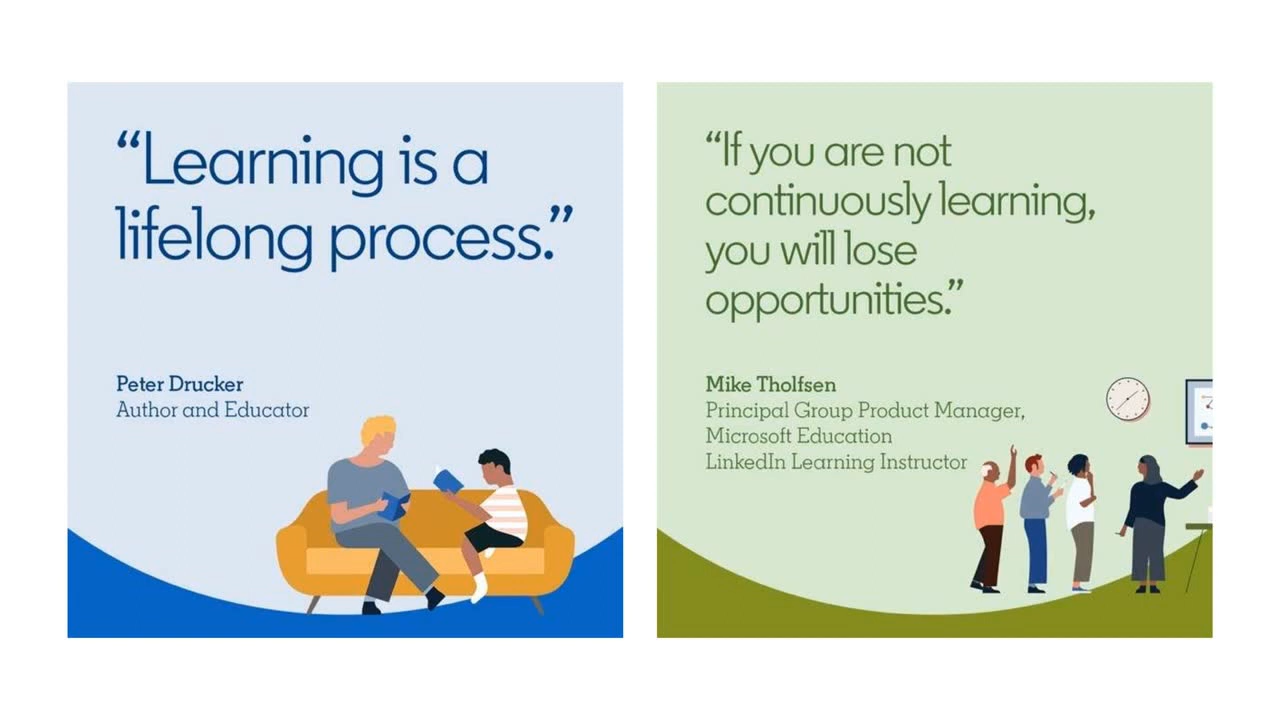 “Learning is a
lifelong process.”
Peter Drucker
Author and Educator
“If you are not
continuously learning,
you will lose
opportunities.”
Mike Tholfsen
Principal Group Product Manager,
Microsoft Education
LinkedIn Learning Instructor